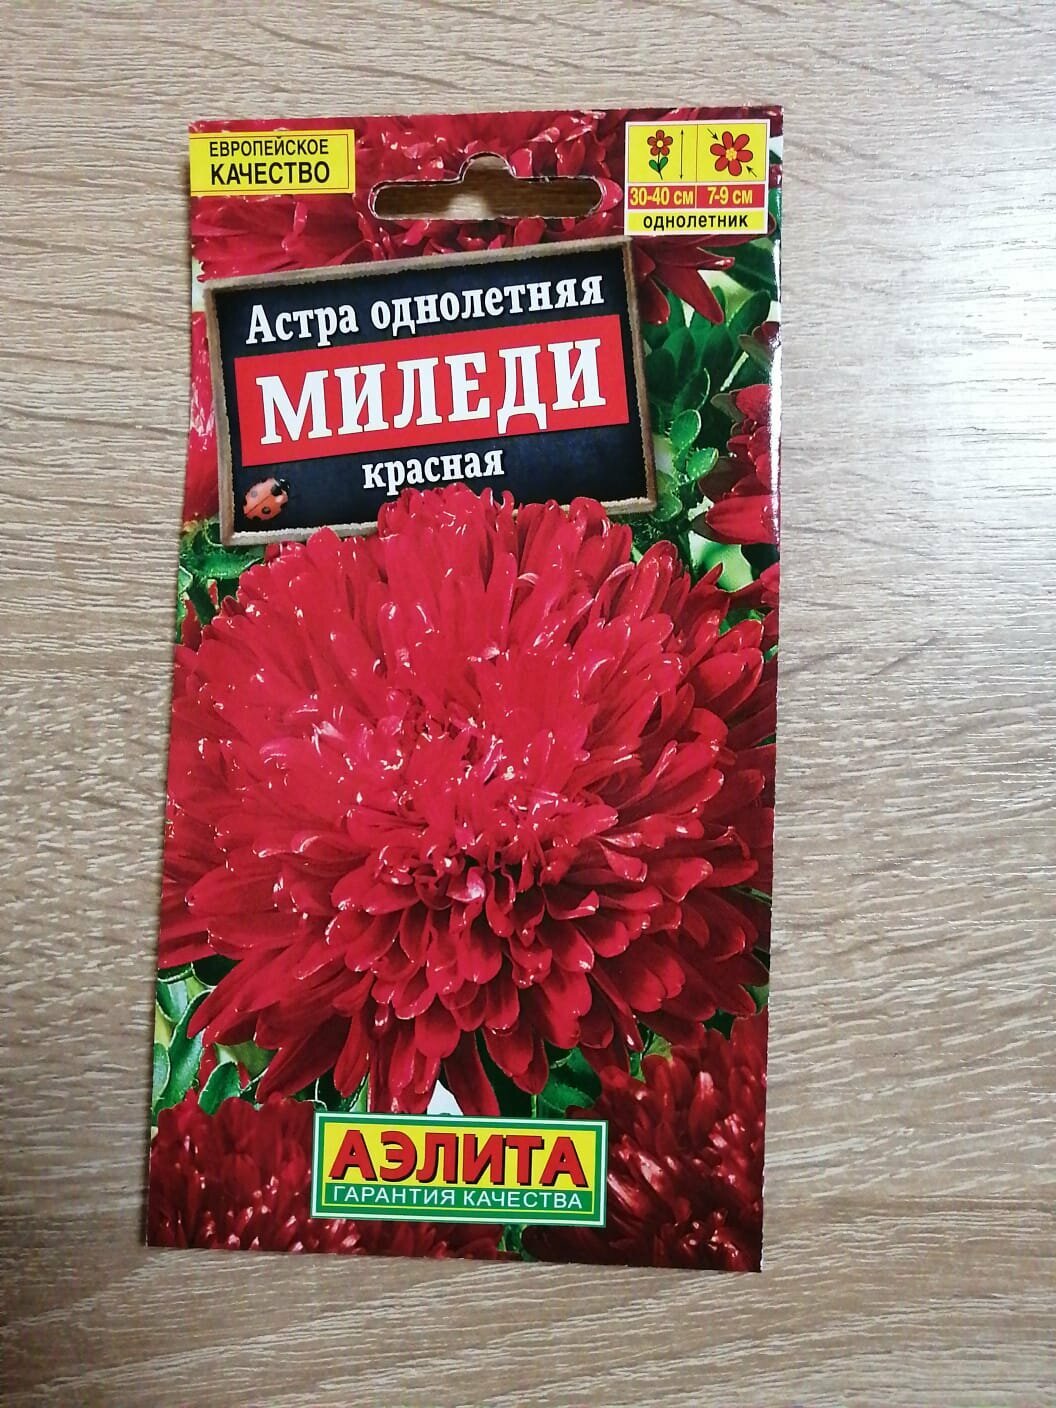 ЕВРОПЕЙСКОЕ
КАЧЕСТВО
30-40 см 7-9 см
однолетник
Астра однолетняя
МИЛЕДИ
красная
АЭЛИТА
ГАРАНТИЯ КАЧЕСТВА